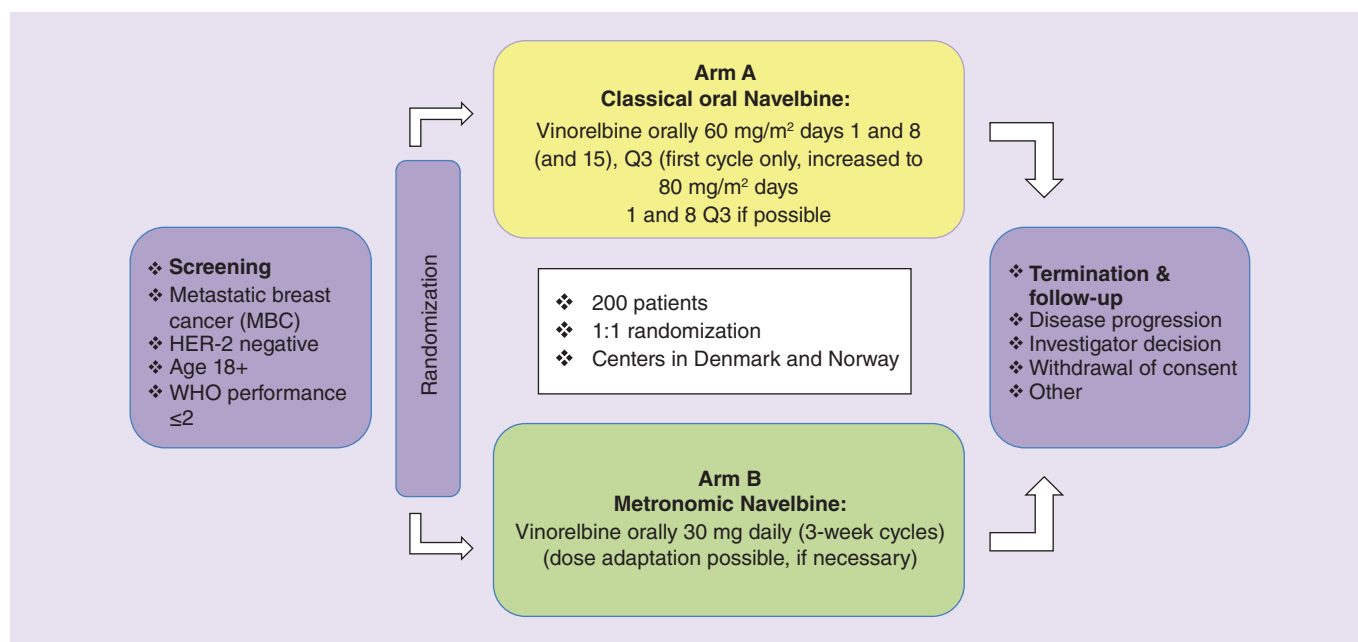 ❖ Screening
❖ Metastatic breast
cancer (MBC)
❖ HER-2 negative
❖ Age 18+
❖ WHO performance
≤2
Randomization
Arm A
Classical oral Navelbine:
Vinorelbine orally 60 mg/m² days 1 and 8
(and 15), Q3 (first cycle only, increased to
80 mg/m² days
1 and 8 Q3 if possible
❖ 200 patients
❖ 1:1 randomization
❖ Centers in Denmark and Norway
Arm B
Metronomic Navelbine:
Vinorelbine orally 30 mg daily (3-week cycles)
(dose adaptation possible, if necessary)
❖ Termination &
follow-up
❖ Disease progression
❖ Investigator decision
❖ Withdrawal of consent
❖ Other